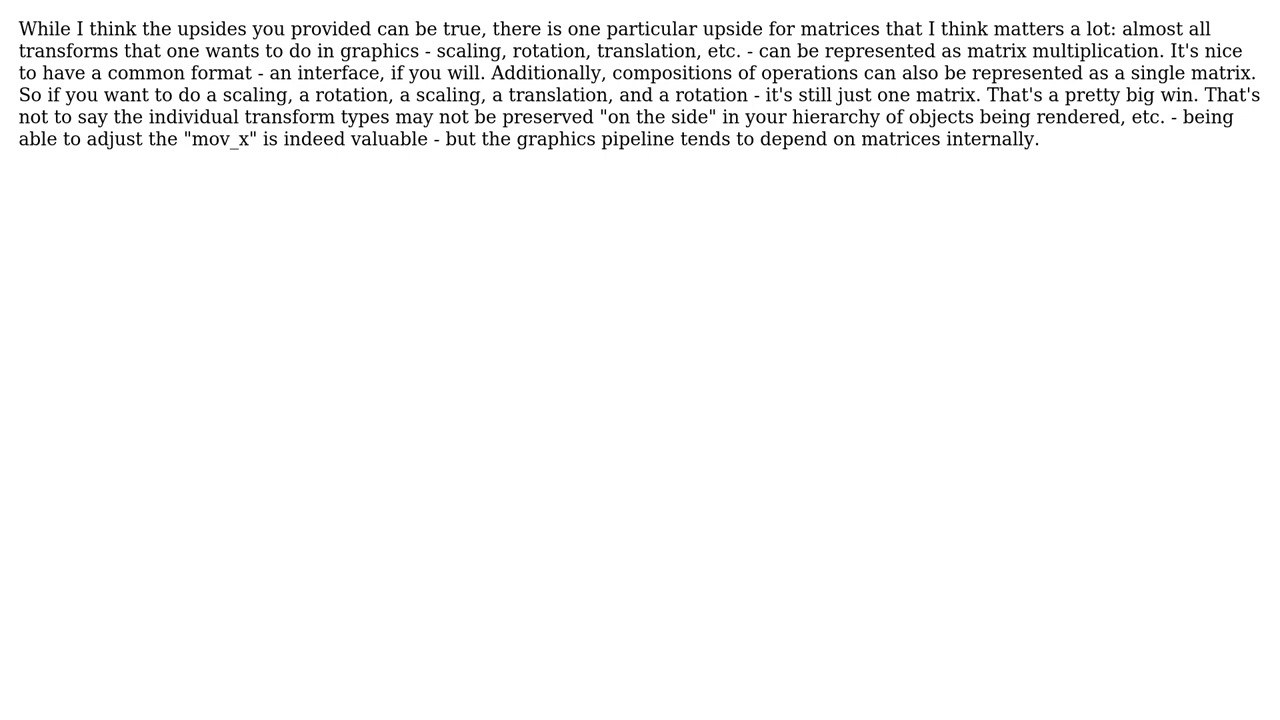 While I think the upsides you provided can be true, there is one particular upside for matrices that I think matters a lot: almost all
transforms that one wants to do in graphics - scaling, rotation, translation, etc. - can be represented as matrix multiplication. It's nice
to have a common format - an interface, if you will. Additionally, compositions of operations can also be represented as a single matrix.
So if you want to do a scaling, a rotation, a scaling, a translation, and a rotation - it's still just one matrix. That's a pretty big win. That's
not to say the individual transform types may not be preserved "on the side" in your hierarchy of objects being rendered, etc. - being
able to adjust the "mov_x" is indeed valuable - but the graphics pipeline tends to depend on matrices internally.